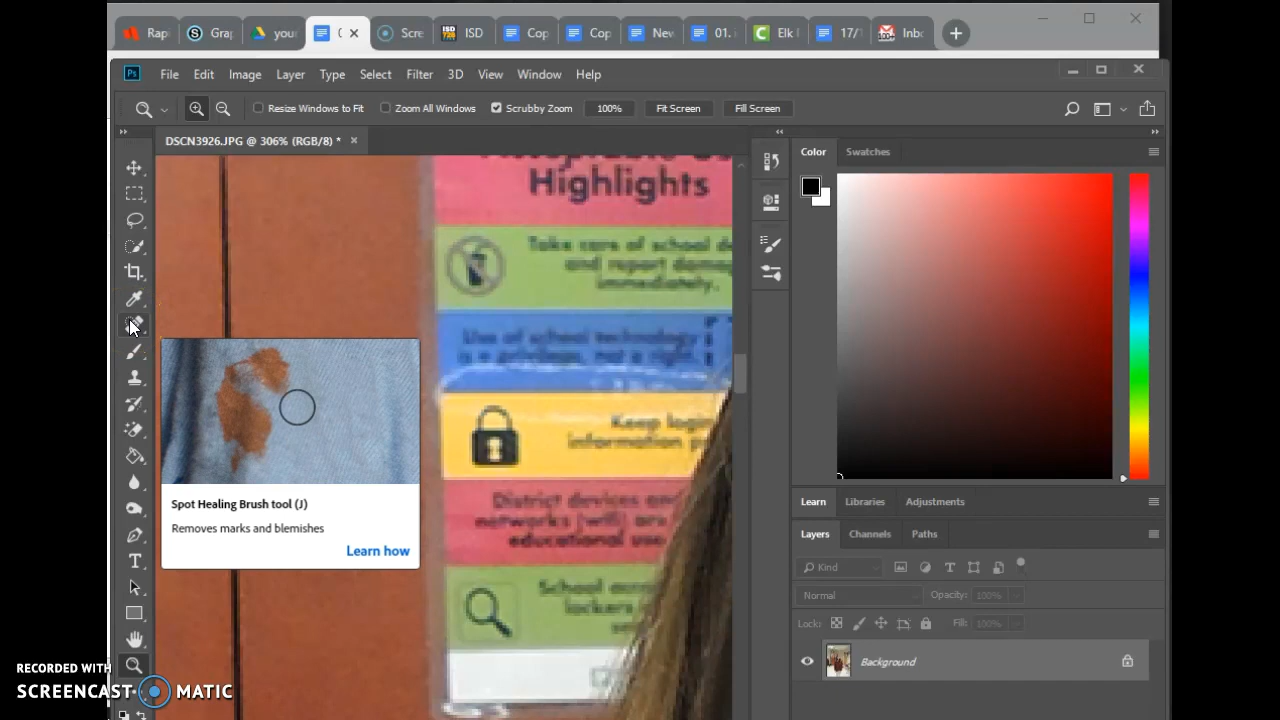 Rap
Gra
your
Scre
ISD
Cop
Cop
New
01.
Elk
17/1
Inbo
Ps
File Edit Image Layer Type Select Filter 3D View Window Help
Resize Windows to Fit
Zoom All Windows
Scrubby Zoom
100%
Fit Screen
Fill Screen
DSCN3926.JPG @ 306% (RGB/8) *
Highlights
Take care of school
and report
immediately.
Use of school technology
is a privilege, not a right.
Keep login
information
District devices and
networks (wifi) are
educational use
School
lockers
Spot Healing Brush tool (J)
Removes marks and blemishes
Learn how
Color Swatches
Learn Libraries Adjustments
Layers Channels Paths
Kind
Normal Opacity: 100%
Lock: Fill: 100%
Background
RECORDED WITH
SCREENCAST MATIC